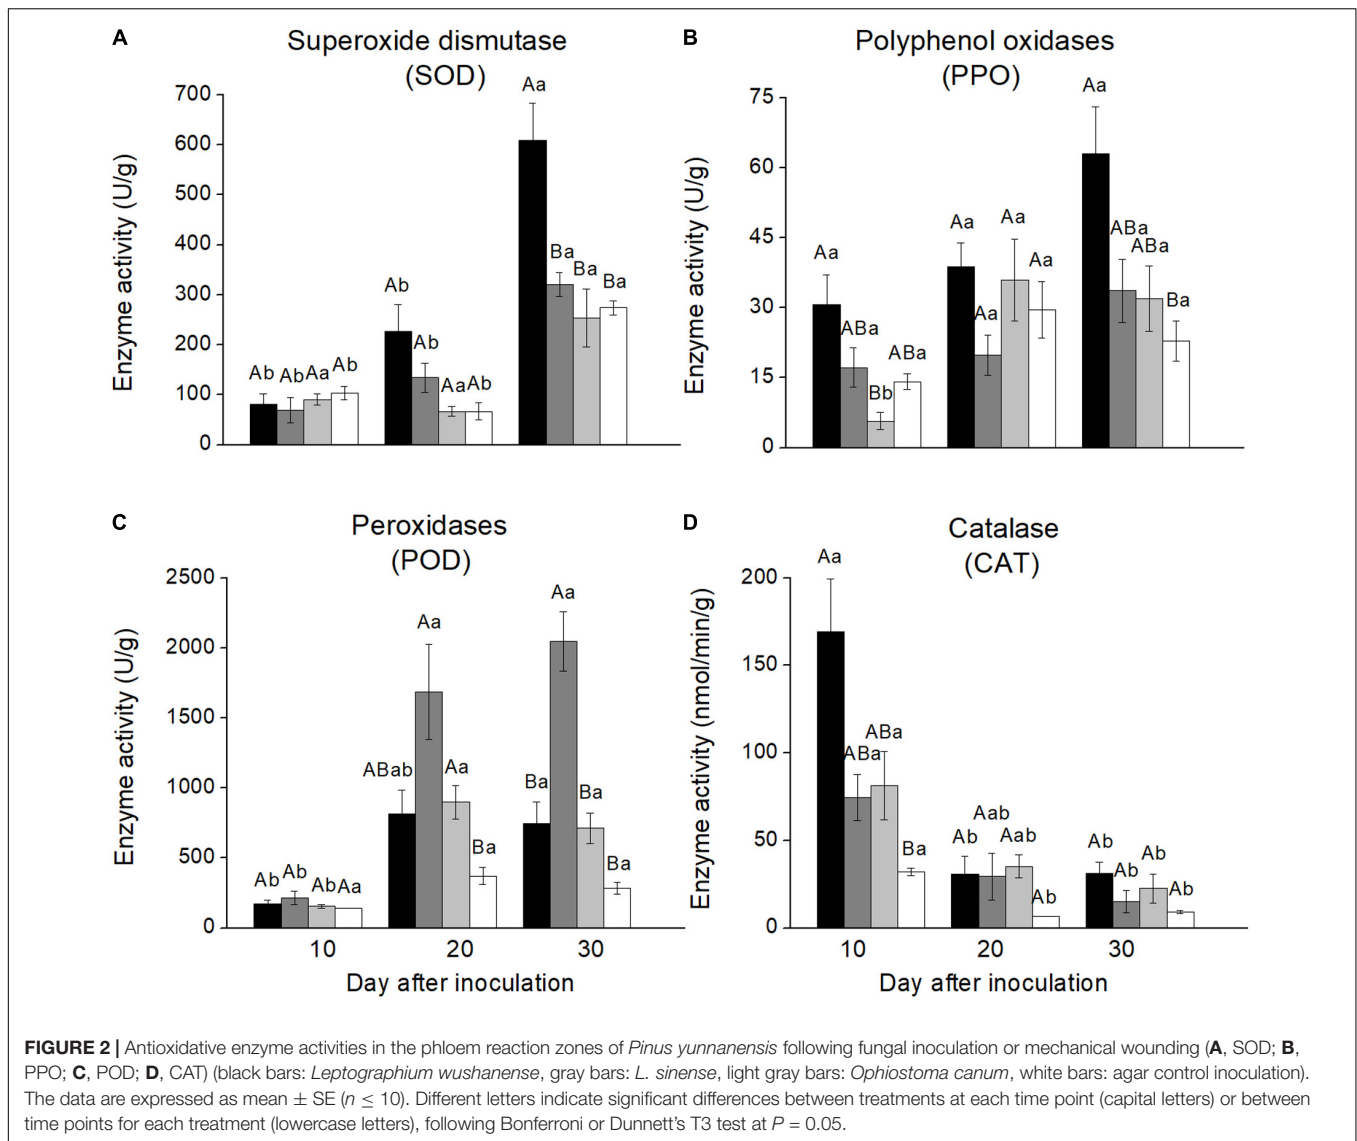 A
Superoxide dismutase
(SOD)
Enzyme activity (U/g)
700
600
500
400
300
200
100
0
Ab
Ab
Aa
Ab
Ab
Ab
Aa
Ab
Aa
Ba
Ba
Ba
B
Polyphenol oxidases
(PPO)
Enzyme activity (U/g)
75
60
45
30
15
0
Aa
ABa
Bb
ABa
Aa
Aa
Aa
Aa
Aa
ABa
ABa
Ba
C
Peroxidases
(POD)
Enzyme activity (U/g)
2500
2000
1500
1000
500
0
Ab
Ab
Ab
Aa
ABab
Aa
Aa
Ba
Ba
Aa
Ba
Ba
10
20
30
Day after inoculation
D
Catalase
(CAT)
Enzyme activity (nmol/min/g)
200
150
100
50
0
Aa
ABa
ABa
Ba
Ab
Aab
Aab
Ab
Ab
Ab
Ab
Ab
10
20
30
Day after inoculation
FIGURE 2 | Antioxidative enzyme activities in the phloem reaction zones of Pinus yunnanensis following fungal inoculation or mechanical wounding (A, SOD; B,
PPO; C, POD; D, CAT) (black bars: Leptographium wushanense, gray bars: L. sinense, light gray bars: Ophiostoma canum, white bars: agar control inoculation).
The data are expressed as mean ± SE (n ≤ 10). Different letters indicate significant differences between treatments at each time point (capital letters) or between
time points for each treatment (lowercase letters), following Bonferroni or Dunnett's T3 test at P = 0.05.